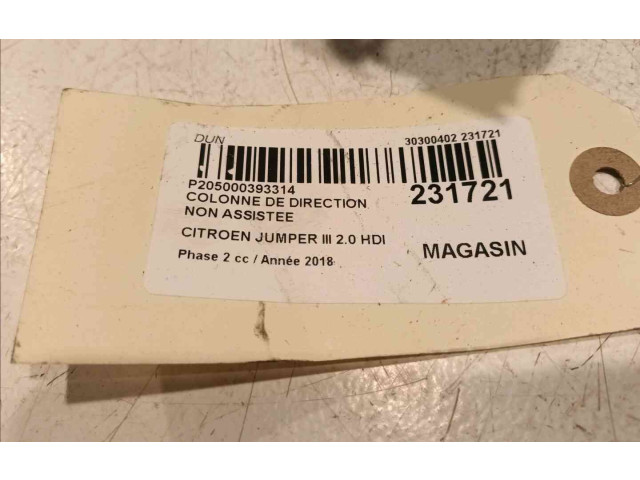 DUN 30300402 231721
P205000393314 231721
COLONNE DE DIRECTION
NON ASSISTEE
CITROEN JUMPER III 2.0 HDI
Phase 2 cc / Année 2018 MAGASIN